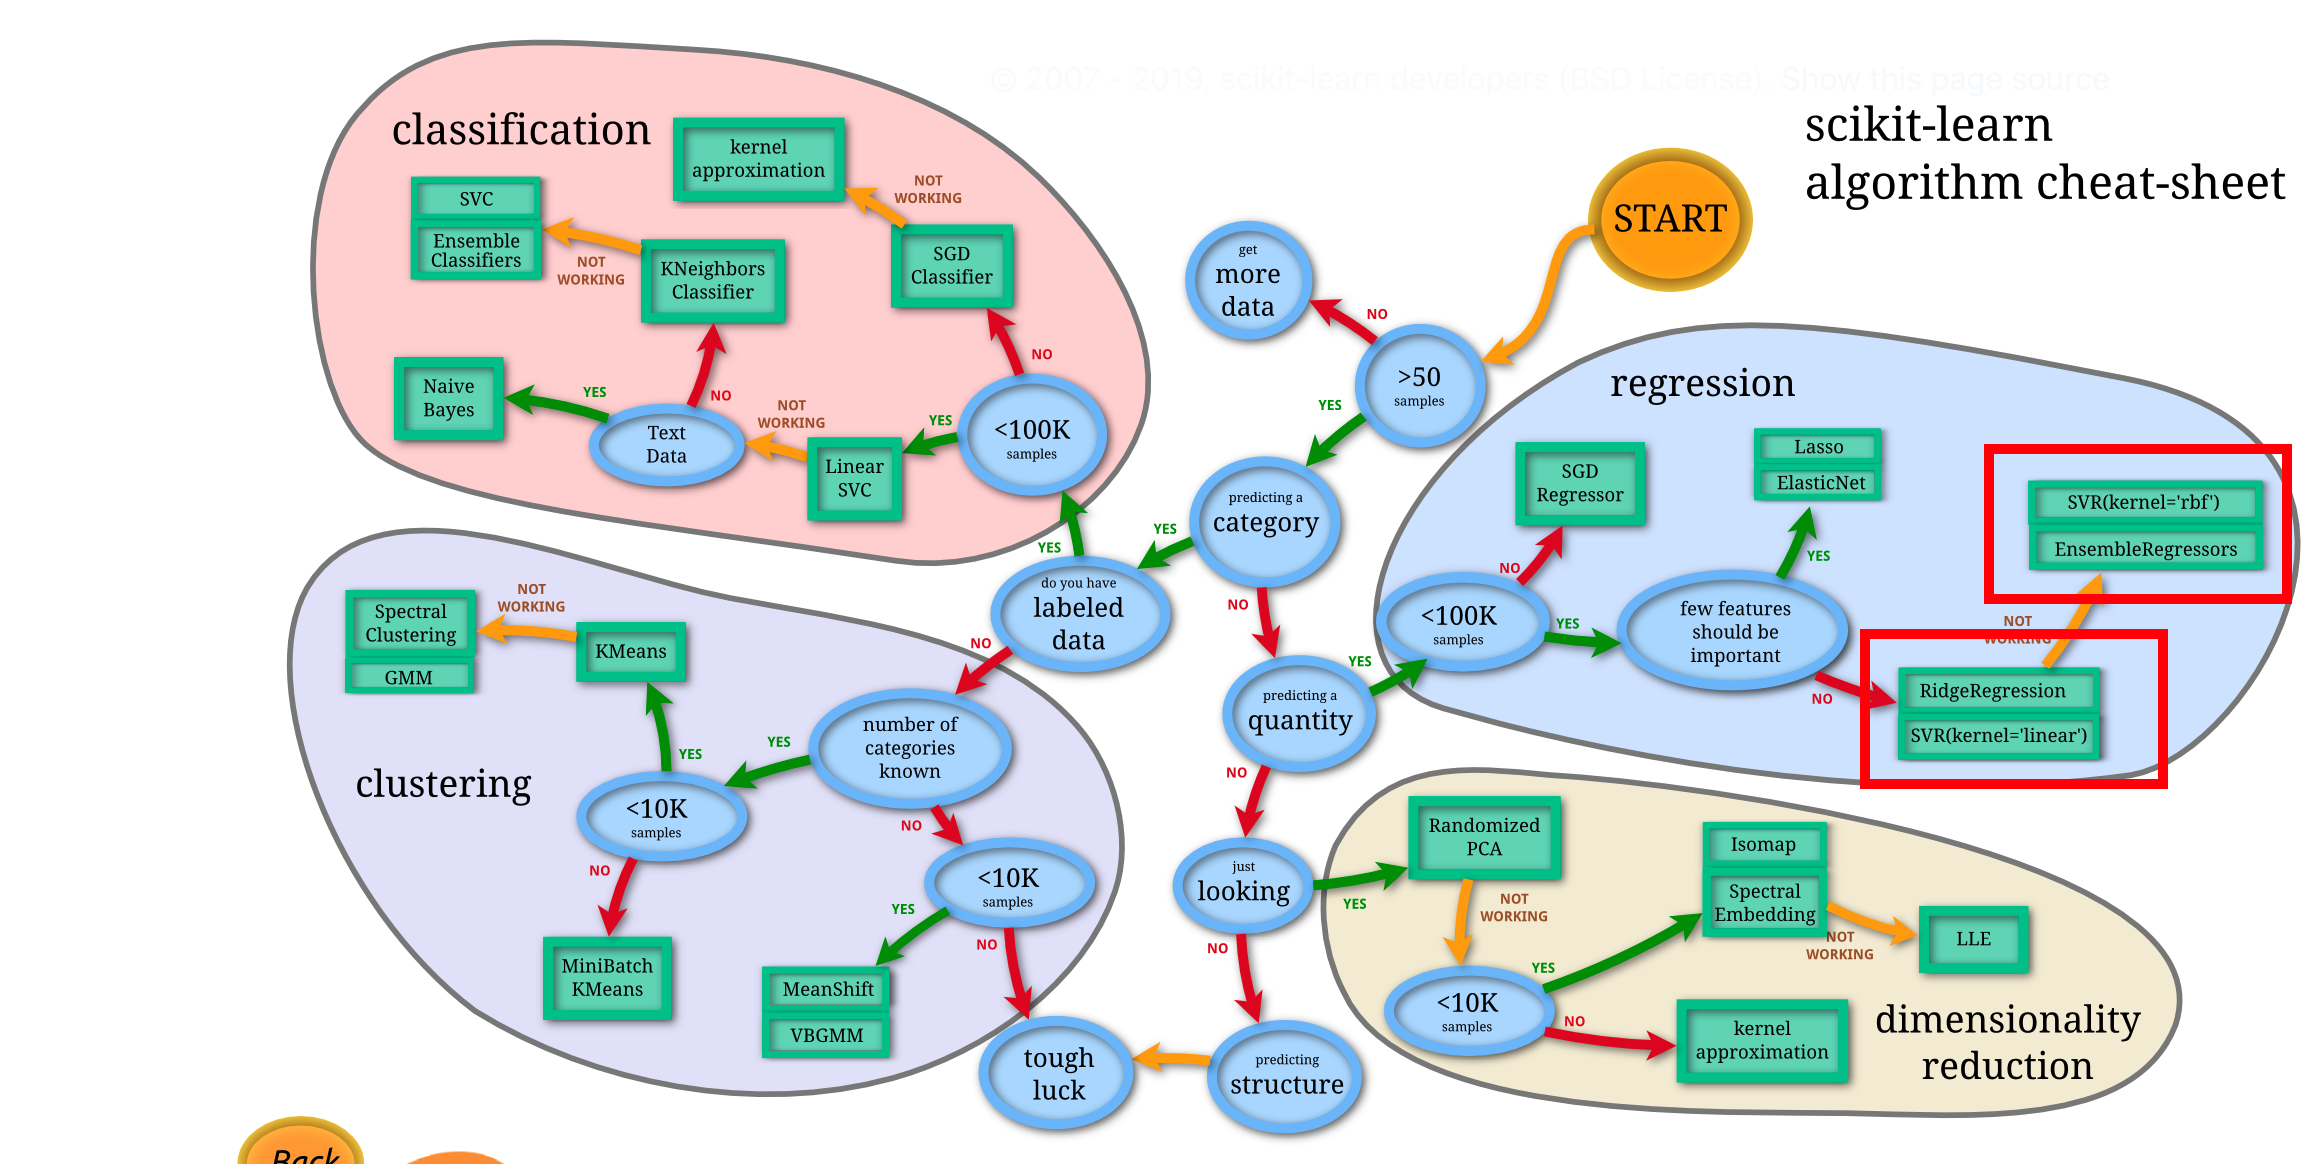 © 2007 - 2019, scikit-learn developers (BSD License). Show this page source
scikit-learn
algorithm cheat-sheet
START
get
more
data
NO
>50
samples
YES
predicting a
category
YES
NO
do you have
labeled
data
YES
NO
predicting a
quantity
YES
NO
just
looking
YES
NO
predicting
structure
tough
luck
classification
kernel
approximation
NOT
WORKING
SVC
Ensemble
Classifiers
NOT
WORKING
KNeighbors
Classifier
SGD
Classifier
NO
Naive
Bayes
YES
NO
Text
Data
NOT
WORKING
Linear
SVC
YES
<100K
samples
regression
SGD
Regressor
NO
<100K
samples
YES
Lasso
ElasticNet
YES
few features
should be
important
NO
SVR(kernel='rbf')
EnsembleRegressors
NOT
WORKING
RidgeRegression
SVR(kernel='linear')
clustering
Spectral
Clustering
GMM
NOT
WORKING
KMeans
YES
number of
categories
known
YES
NO
<10K
samples
NO
MiniBatch
KMeans
<10K
samples
YES
NO
MeanShift
VBGMM
Randomized
PCA
NOT
WORKING
<10K
samples
YES
NO
Isomap
Spectral
Embedding
NOT
WORKING
LLE
kernel
approximation
dimensionality
reduction
Back